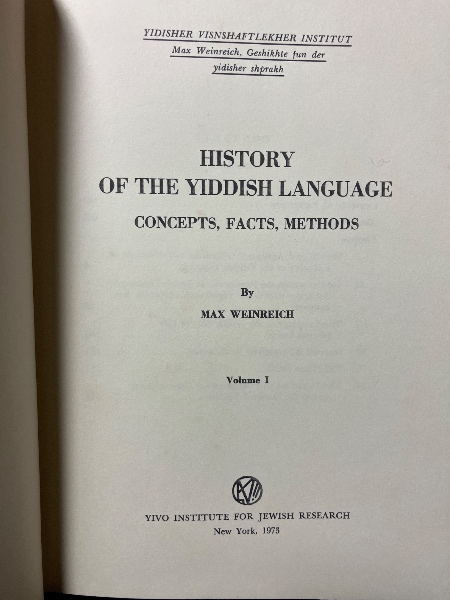 YIDISHER VISNSHAFTLEKHER INSTITUT
Max Weinreich, Geshikhte fun der
yidisher shprakh
HISTORY
OF THE YIDDISH LANGUAGE
CONCEPTS, FACTS, METHODS
By
MAX WEINREICH
Volume I
YIVO INSTITUTE FOR JEWISH RESEARCH
New York, 1973